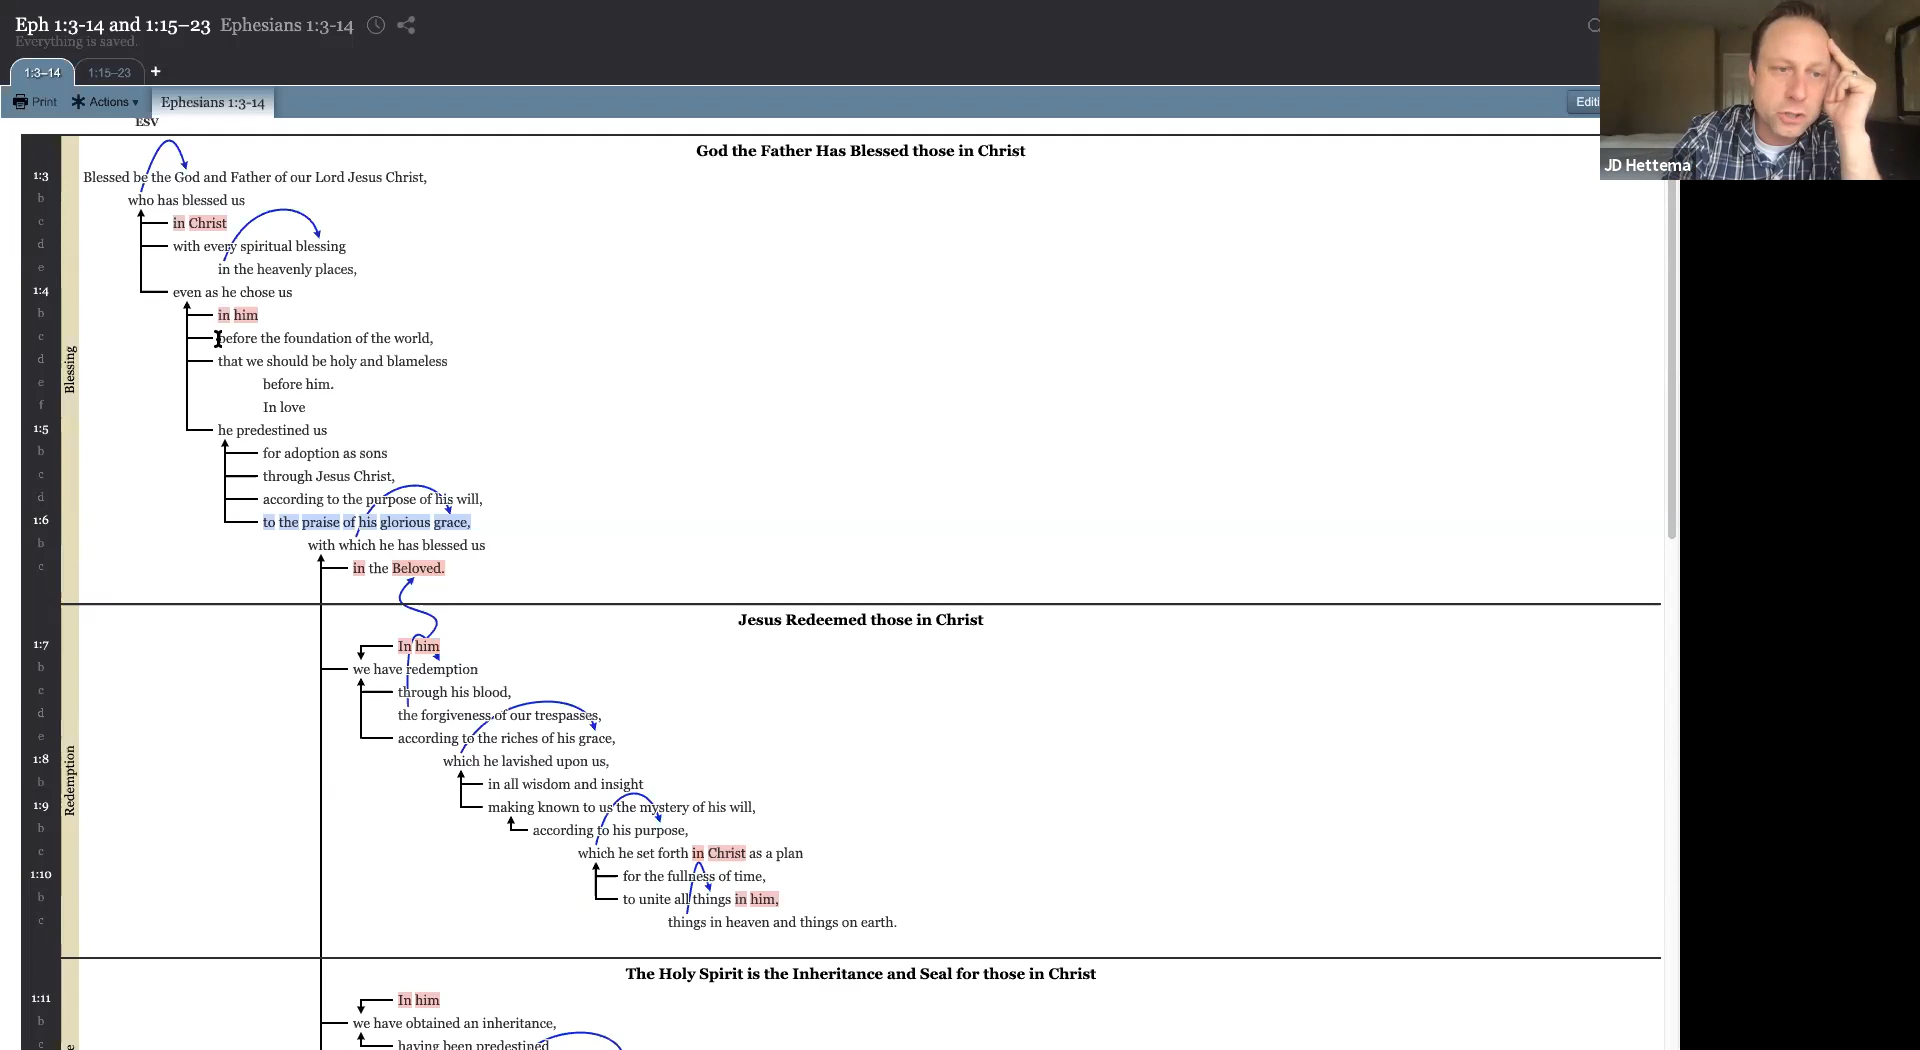 Eph 1:3-14 and 1:15–23 Ephesians 1:3-14
Everything is saved.
1:3–14 1:15–23 +
Print Actions ▾ Ephesians 1:3-14 Editi
JD Hettema
ESV
God the Father Has Blessed those in Christ
1:3 Blessed be the God and Father of our Lord Jesus Christ,
b who has blessed us
c in Christ
d with every spiritual blessing
e in the heavenly places,
1:4 even as he chose us
b in him
c before the foundation of the world,
d that we should be holy and blameless
e before him.
f In love
1:5 he predestined us
b for adoption as sons
c through Jesus Christ,
d according to the purpose of his will,
1:6 to the praise of his glorious grace,
b with which he has blessed us
c in the Beloved.
Blessing
Jesus Redeemed those in Christ
1:7 In him
b we have redemption
c through his blood,
d the forgiveness of our trespasses,
e according to the riches of his grace,
1:8 which he lavished upon us,
b in all wisdom and insight
1:9 making known to us the mystery of his will,
b according to his purpose,
c which he set forth in Christ as a plan
1:10 for the fullness of time,
b to unite all things in him,
c things in heaven and things on earth.
Redemption
The Holy Spirit is the Inheritance and Seal for those in Christ
1:11 In him
b we have obtained an inheritance,
c having been predestined
e